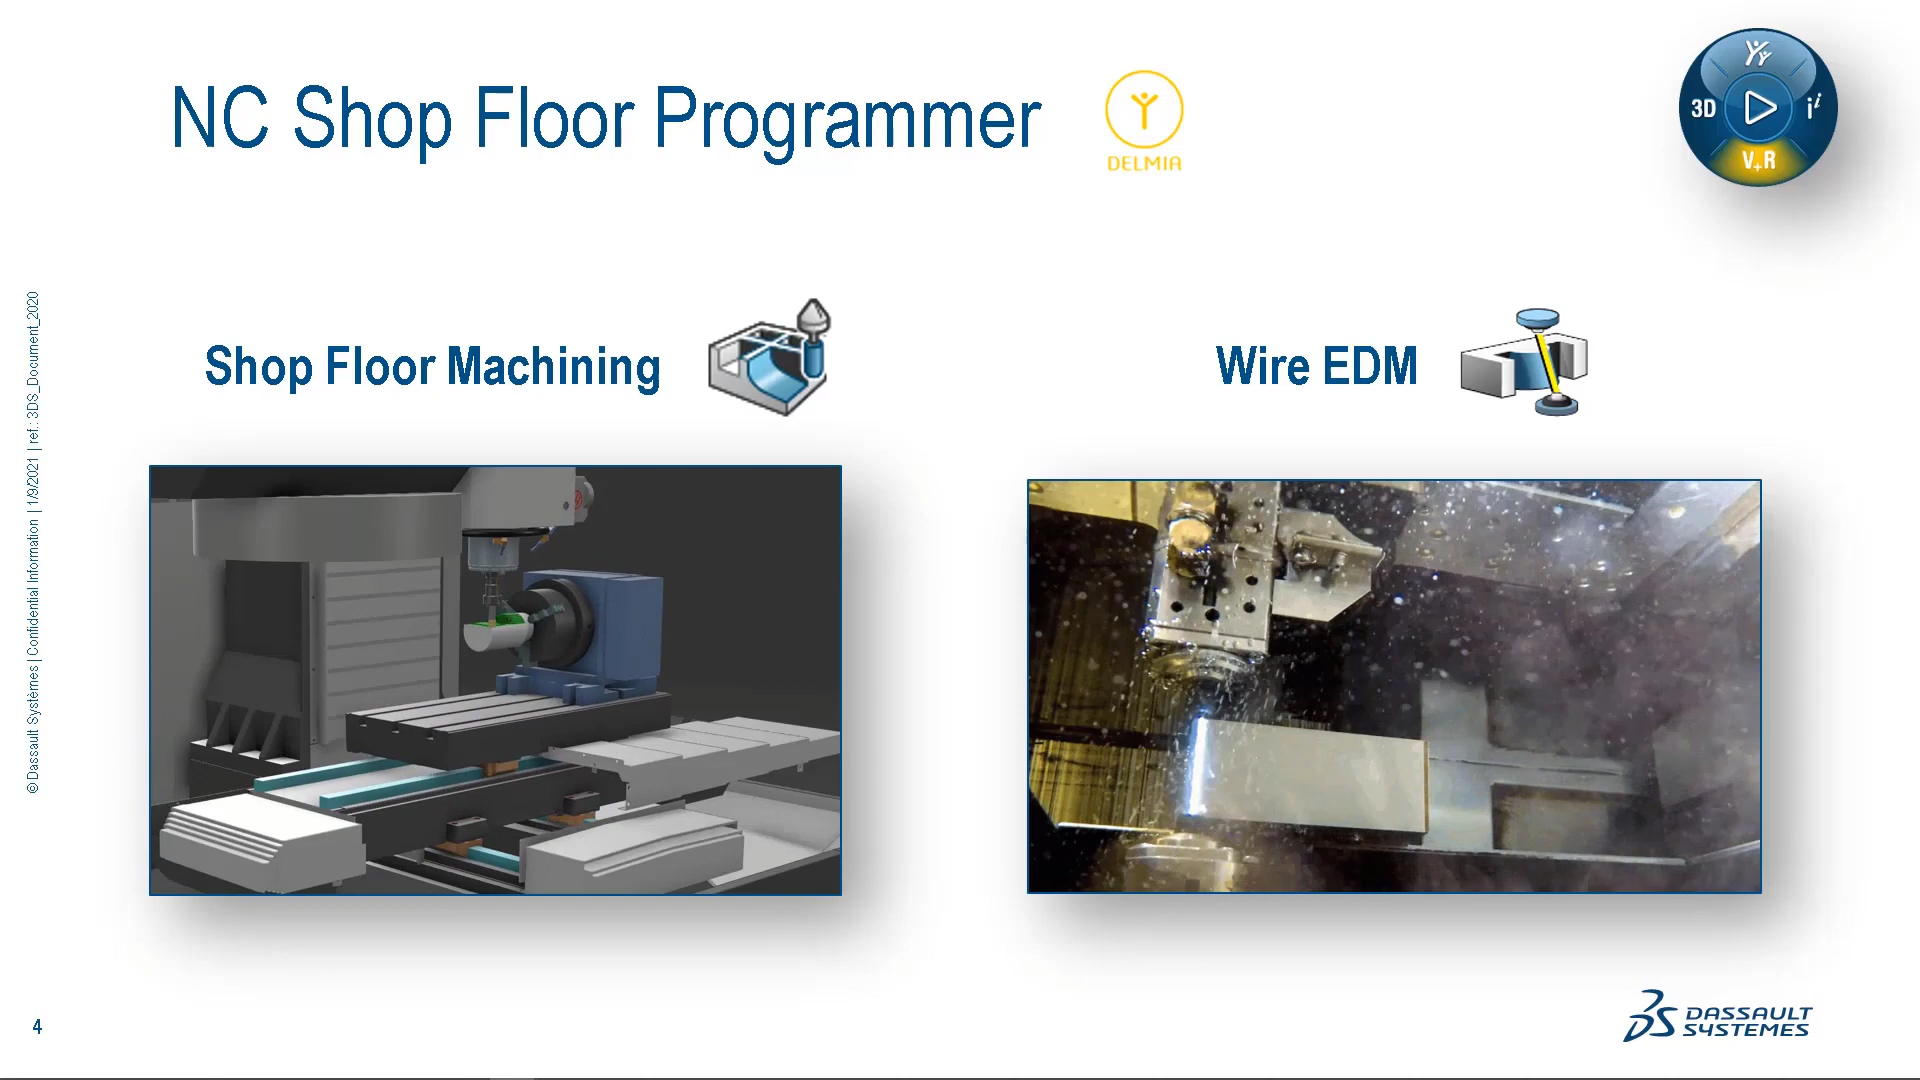 NC Shop Floor Programmer
DELMIA
3D
V+R
Shop Floor Machining
Wire EDM
© Dassault Systèmes | Confidential Information | 1/9/2021 | ref.: 3DS_Document_2020
4
DASSAULT
SYSTEMES